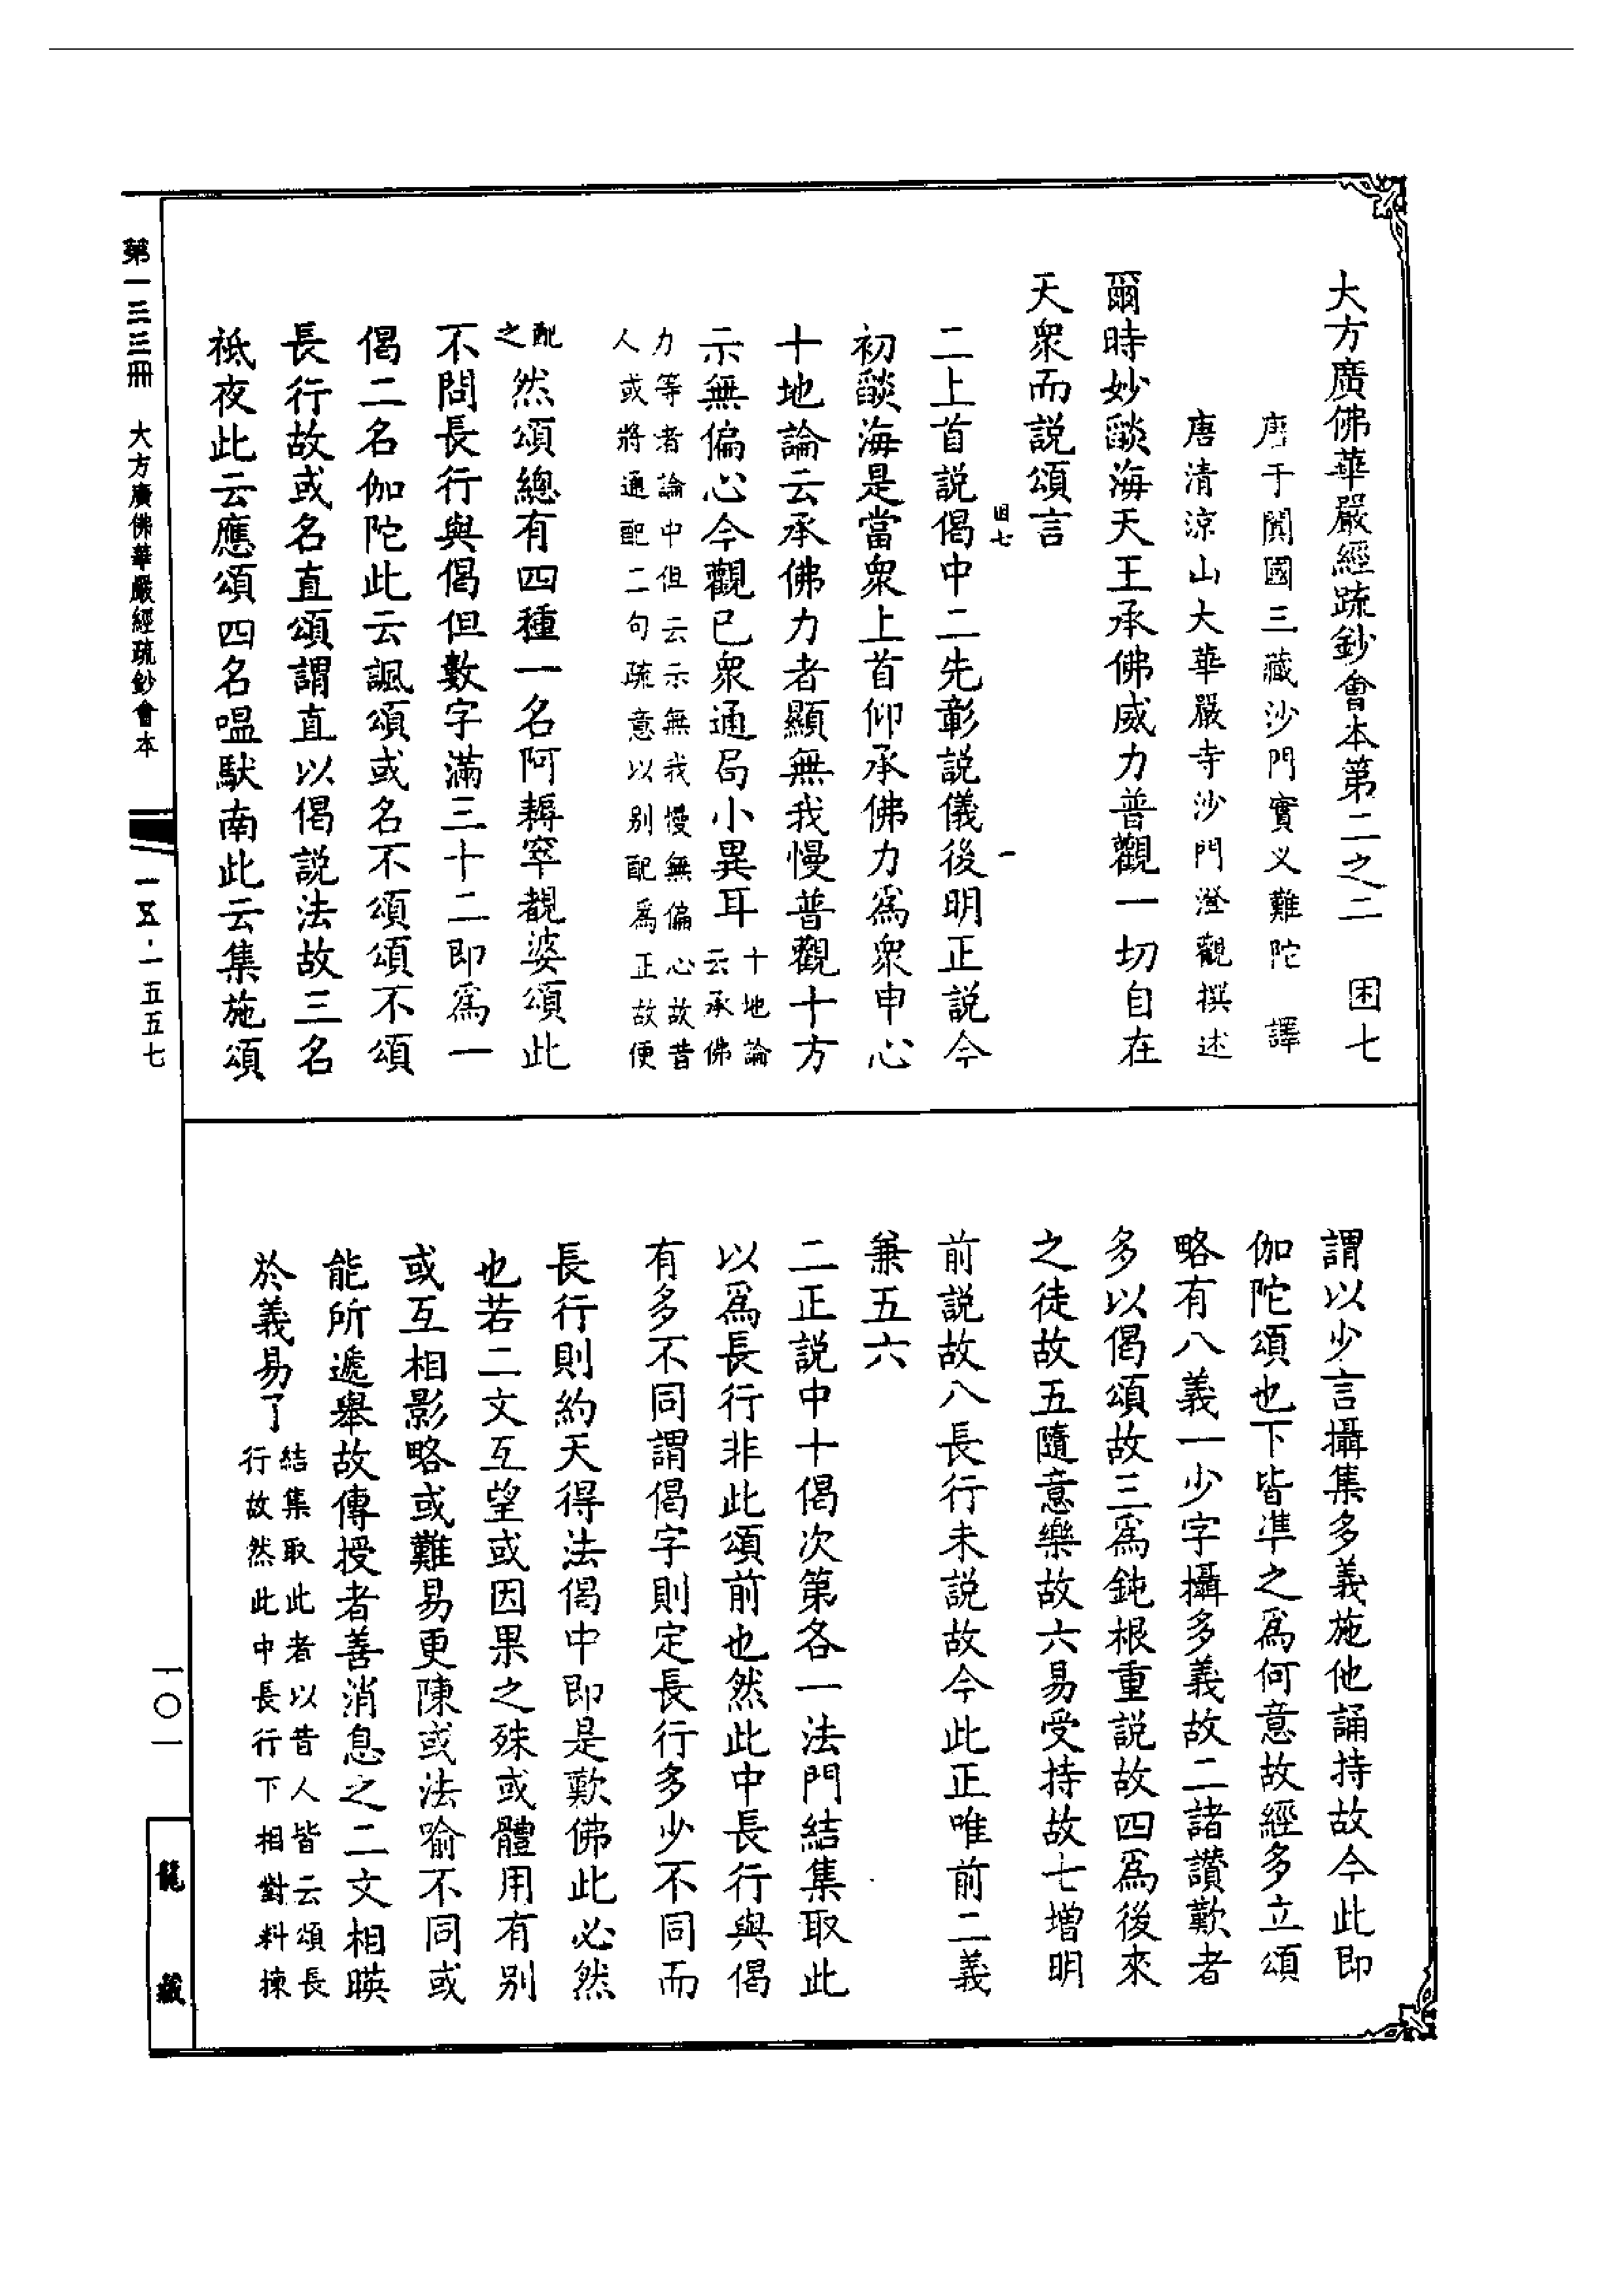 大方廣佛華嚴經疏鈔會本第二之二　困七
唐于闐國三藏沙門實叉難陀　譯
唐清涼山大華嚴寺沙門澄觀撰述
爾時妙燄海天王承佛威力普觀一切自在
天衆而説頌言
困七　一
二上首説偈中二先彰説儀後明正説今
初燄海是當衆上首仰承佛力爲衆申心
十地論云承佛力者顯無我慢普觀十方
示無偏心今觀已衆通局小異耳
十地論
云承佛
力等者論中但云示無我慢無偏心故昔
人或將通配二句疏意以別配爲正故便
配
之
然頌總有四種一名阿耨窣覩婆頌此
不問長行與偈但數字滿三十二即爲一
偈二名伽陀此云諷頌或名不頌頌不頌
長行故或名直頌謂直以偈説法故三名
祇夜此云應頌四名嗢馱南此云集施頌
謂以少言攝集多義施他誦持故今此即
伽陀頌也下皆準之爲何意故經多立頌
略有八義一少字攝多義故二諸讚歎者
多以偈頌故三爲鈍根重説故四爲後來
之徒故五隨意樂故六易受持故七增明
前説故八長行未説故今此正唯前二義
兼五六
二正説中十偈次第各一法門結集取此
以爲長行非此頌前也然此中長行與偈
有多不同謂偈字則定長行多少不同而
長行則約天得法偈中即是歎佛此必然
也若二文互望或因果之殊或體用有別
或互相影略或難易更陳或法喻不同或
能所遞舉故傳授者善消息之二文相暎
於義易了
結集取此者以昔人皆云頌長
行故然此中長行下相對料揀
第一三三冊　大方廣佛華嚴經疏鈔會本
一五·一五五七
一〇一
龍藏